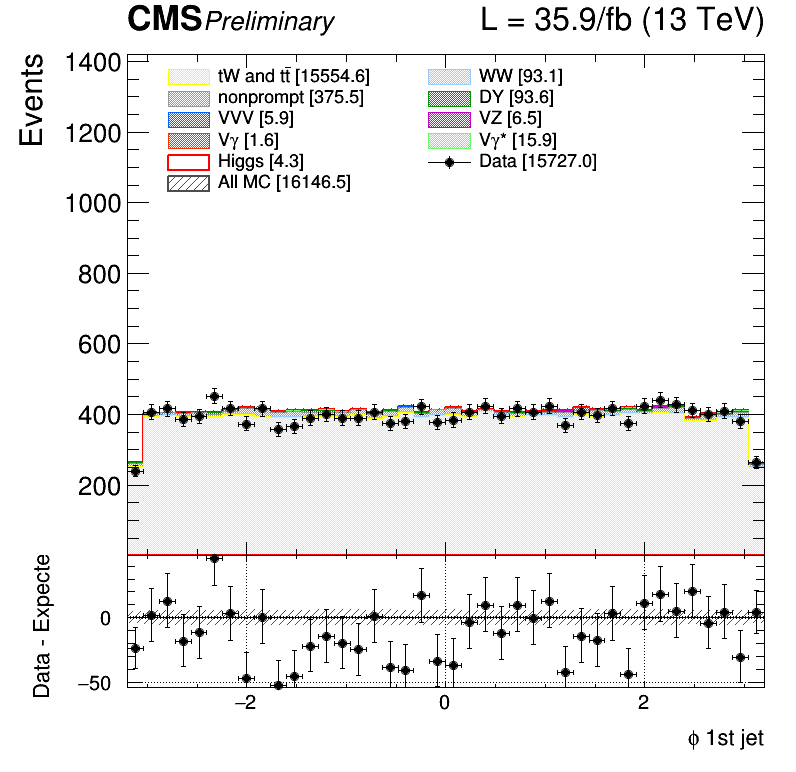 CMS Preliminary L = 35.9/fb (13 TeV)
Events
1400
1200
1000
800
600
400
200
tW and tt̄ [15554.6]
nonprompt [375.5]
VVV [5.9]
Vγ [1.6]
Higgs [4.3]
All MC [16146.5]
WW [93.1]
DY [93.6]
VZ [6.5]
Vγ* [15.9]
Data [15727.0]
Data - Expecte
0
−50
−2 0 2
ϕ 1st jet